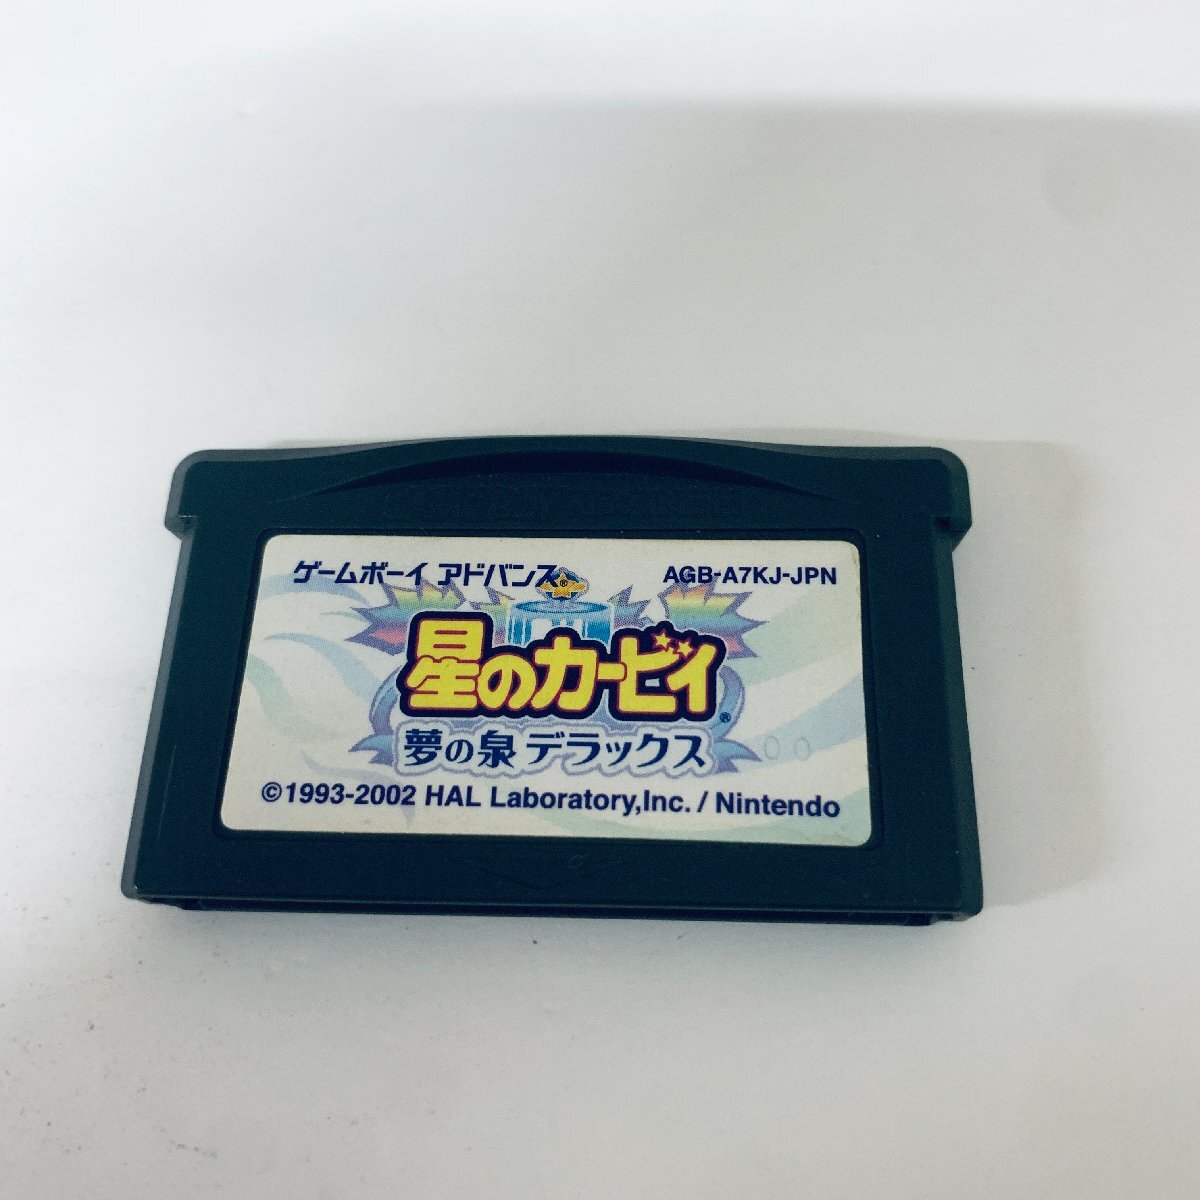 ゲームボーイ アドバンス
AGB-A7KJ-JPN
星のカービィ®
夢の泉デラックス
00
©1993-2002 HAL Laboratory,Inc. / Nintendo